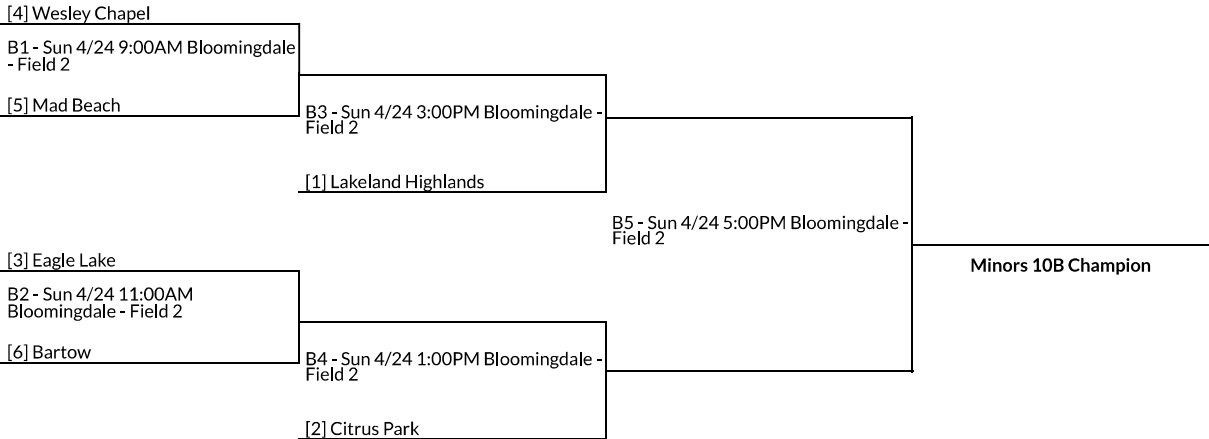 [4] Wesley Chapel
B1 - Sun 4/24 9:00AM Bloomingdale
- Field 2
[5] Mad Beach
B3 - Sun 4/24 3:00PM Bloomingdale -
Field 2
[1] Lakeland Highlands
B5 - Sun 4/24 5:00PM Bloomingdale -
Field 2
Minors 10B Champion
[3] Eagle Lake
B2 - Sun 4/24 11:00AM
Bloomingdale - Field 2
[6] Bartow
B4 - Sun 4/24 1:00PM Bloomingdale -
Field 2
[2] Citrus Park